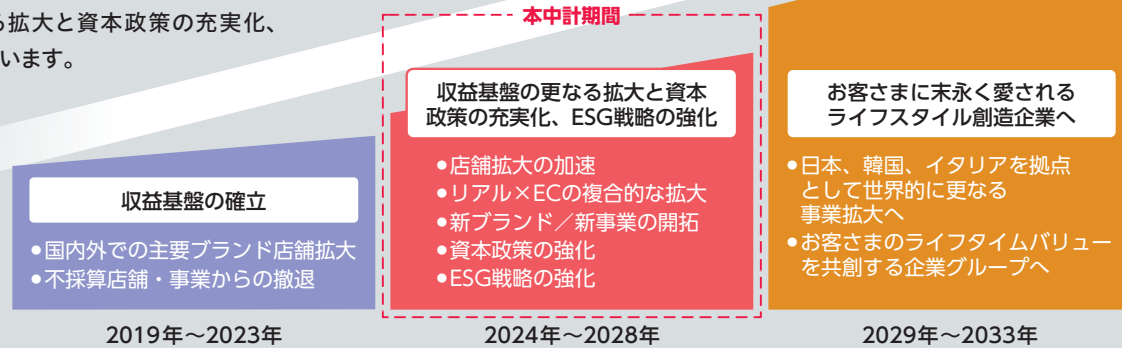 る拡大と資本政策の充実化、
います。
本中計期間
収益基盤の確立
●国内外での主要ブランド店舗拡大
●不採算店舗・事業からの撤退
2019年～2023年
収益基盤の更なる拡大と資本
政策の充実化、ESG戦略の強化
●店舗拡大の加速
●リアル×ECの複合的な拡大
●新ブランド／新事業の開拓
●資本政策の強化
●ESG戦略の強化
2024年～2028年
お客さまに末永く愛される
ライフスタイル創造企業へ
●日本、韓国、イタリアを拠点
として世界的に更なる
事業拡大へ
●お客さまのライフタイムバリュー
を共創する企業グループへ
2029年～2033年